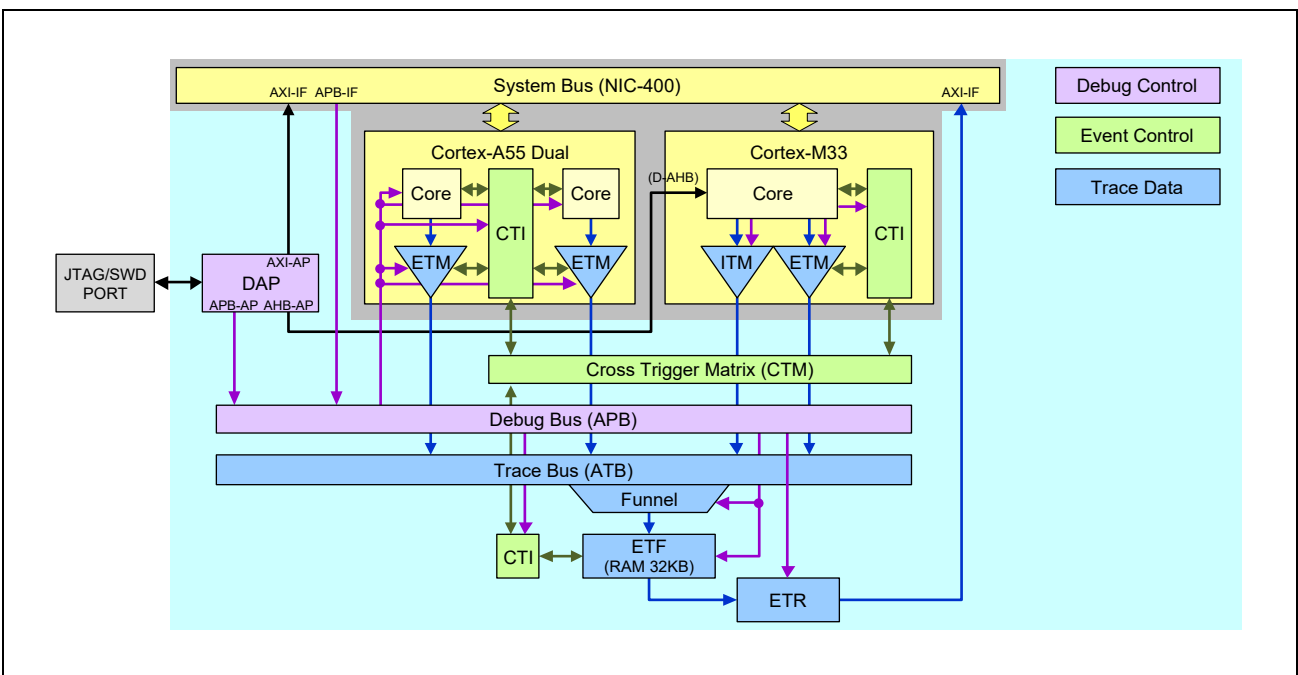 System Bus (NIC-400)
AXI-IF APB-IF
AXI-IF
Debug Control
Event Control
Trace Data
Cortex-A55 Dual
Core
CTI
Core
ETM
ETM
Cortex-M33
(D-AHB)
Core
CTI
ITM
ETM
JTAG/SWD
PORT
AXI-AP
DAP
APB-AP AHB-AP
Cross Trigger Matrix (CTM)
Debug Bus (APB)
Trace Bus (ATB)
Funnel
CTI
ETF
(RAM 32KB)
ETR